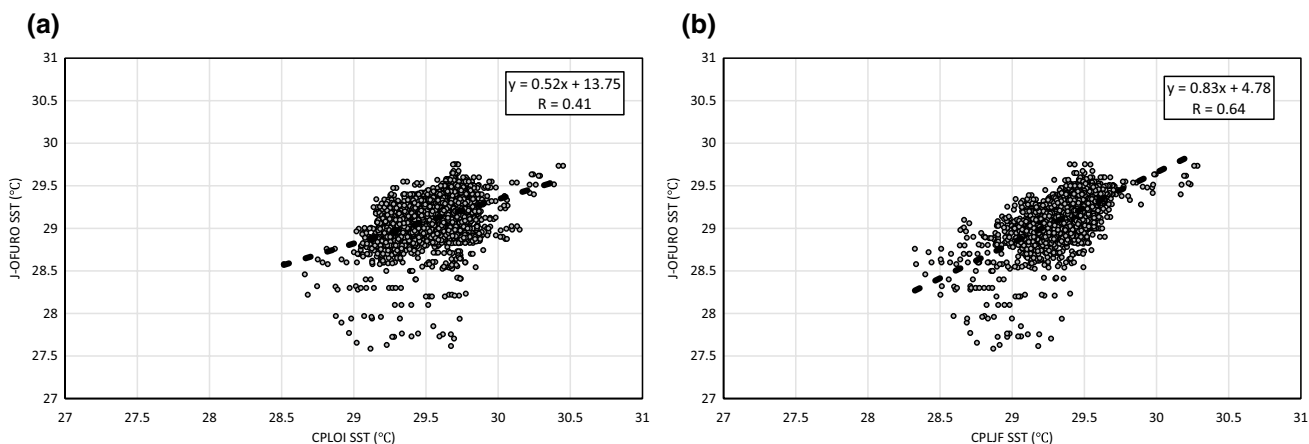 (a)
31
30.5
30
29.5
29
28.5
28
27.5
27
27 27.5 28 28.5 29 29.5 30 30.5 31
J-OFURO SST (°C)
CPLOI SST (°C)
y = 0.52x + 13.75
R = 0.41
(b)
31
30.5
30
29.5
29
28.5
28
27.5
27
27 27.5 28 28.5 29 29.5 30 30.5 31
J-OFURO SST (°C)
CPLJF SST (°C)
y = 0.83x + 4.78
R = 0.64